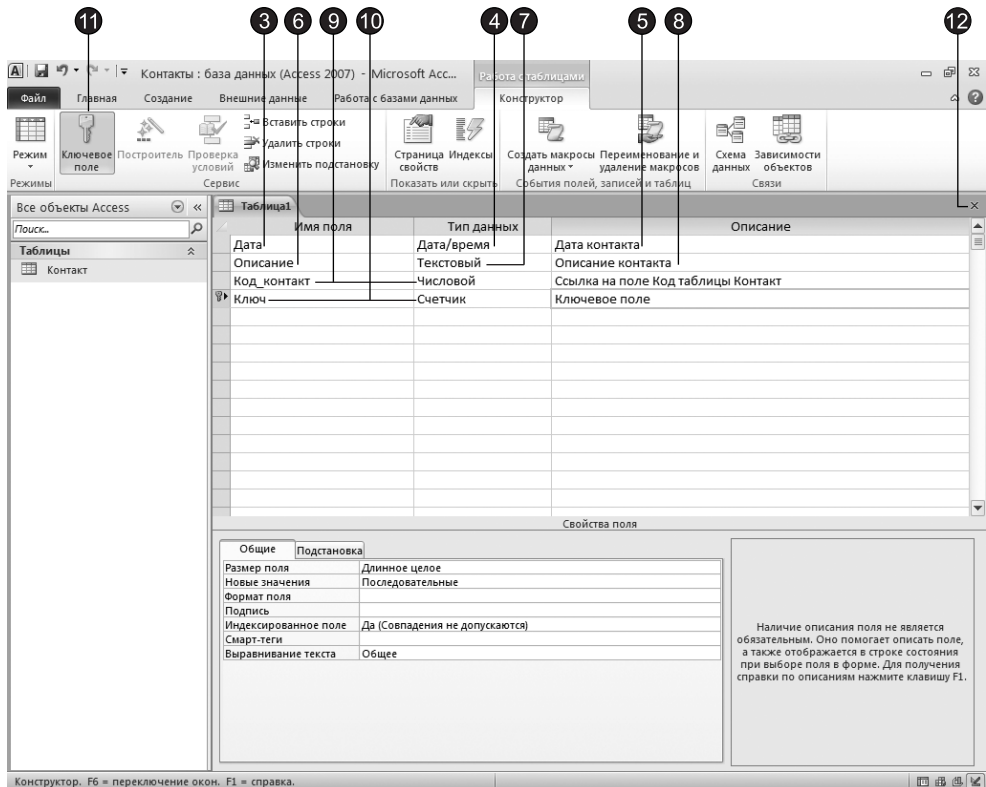 11 3 6 9 10 4 7 5 8 12
Контакты : база данных (Access 2007) - Microsoft Acc... Работа с таблицами
Файл Главная Создание Внешние данные Работа с базами данных Конструктор
Режим
Ключевое поле
Построитель
Проверка условий
Вставить строки
Удалить строки
Изменить подстановку
Страница свойств
Индексы
Создать макросы данных
Переименование и удаление макросов
Схема данных
Зависимости объектов
Режимы Сервис Показать или скрыть События полей, записей и таблиц Связи
Все объекты Access «
Поиск...
Таблицы
Контакт
Таблица1
Имя поля Тип данных Описание
Дата Дата/время Дата контакта
Описание Текстовый Описание контакта
Код_контакт Числовой Ссылка на поле Код таблицы Контакт
Ключ Счетчик Ключевое поле
Свойства поля
Общие Подстановка
Размер поля Длинное целое
Новые значения Последовательные
Формат поля
Подпись
Индексированное поле Да (Совпадения не допускаются)
Смарт-теги
Выравнивание текста Общее
Наличие описания поля не является
обязательным. Оно помогает описать поле,
а также отображается в строке состояния
при выборе поля в форме. Для получения
справки по описаниям нажмите клавишу F1.
Конструктор. F6 = переключение окон. F1 = справка.